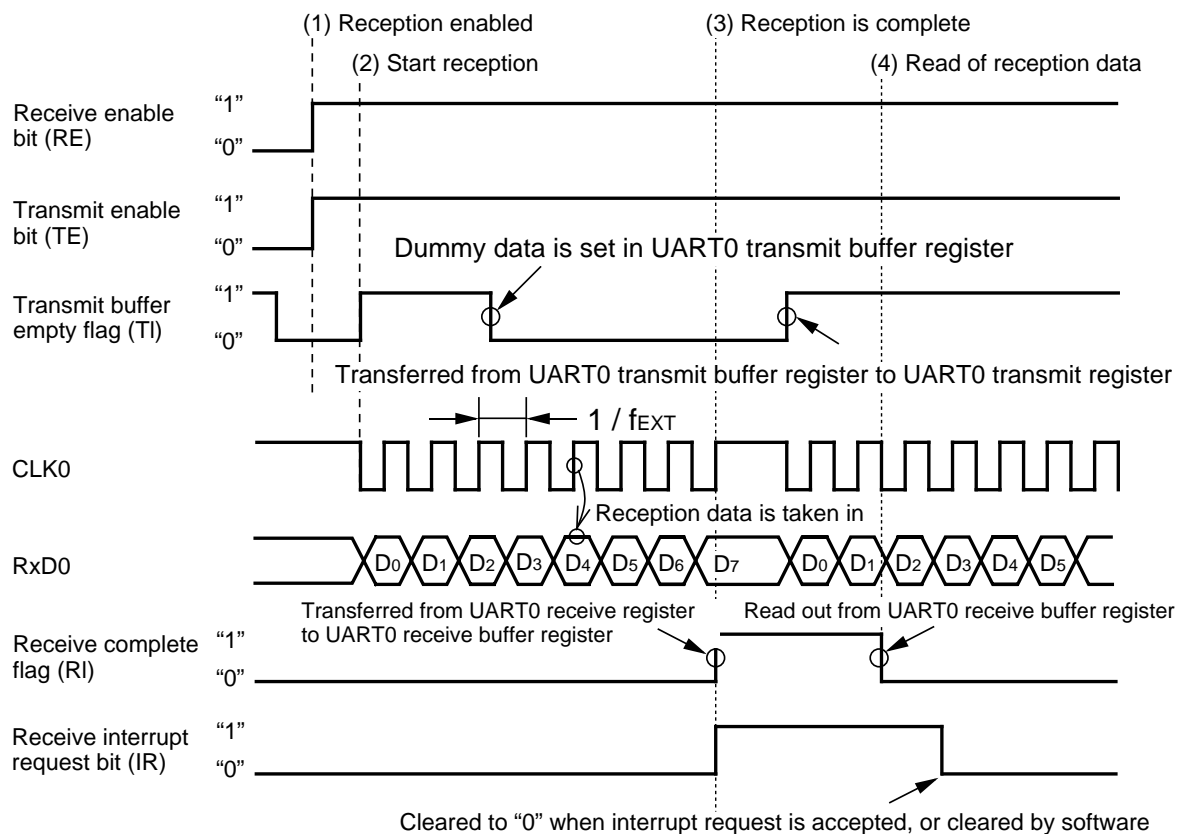 (1) Reception enabled
(3) Reception is complete
(2) Start reception
(4) Read of reception data
Receive enable
bit (RE)
“1”
“0”
Transmit enable
bit (TE)
“1”
“0”
Dummy data is set in UART0 transmit buffer register
Transmit buffer
empty flag (Tl)
“1”
“0”
Transferred from UART0 transmit buffer register to UART0 transmit register
1 / fEXT
CLK0
Reception data is taken in
RxD0
D0 D1 D2 D3 D4 D5 D6 D7 D0 D1 D2 D3 D4 D5
Transferred from UART0 receive register
to UART0 receive buffer register
Read out from UART0 receive buffer register
Receive complete
flag (Rl)
“1”
“0”
Receive interrupt
request bit (IR)
“1”
“0”
Cleared to “0” when interrupt request is accepted, or cleared by software